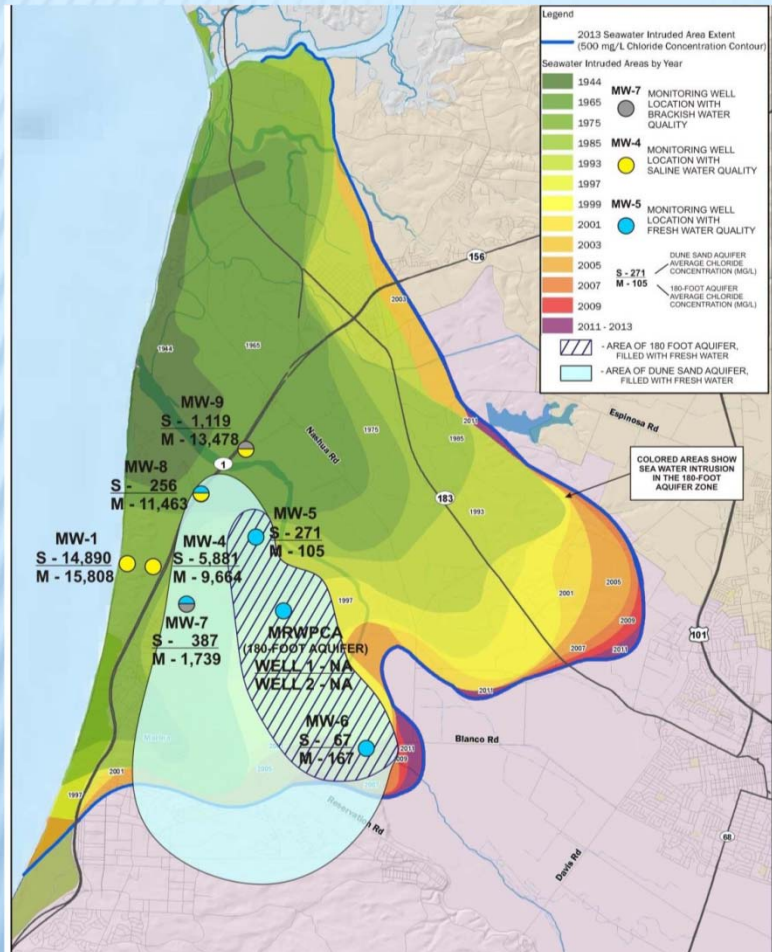 Legend
2013 Seawater Intruded Area Extent
(500 mg/L Chloride Concentration Contour)
Seawater Intruded Areas by Year
1944
1965
1975
1985
1993
1997
1999
2001
2003
2005
2007
2009
2011 - 2013
MW-7
MONITORING WELL
LOCATION WITH
BRACKISH WATER
QUALITY
MW-4
MONITORING WELL
LOCATION WITH
SALINE WATER QUALITY
MW-5
MONITORING WELL
LOCATION WITH
FRESH WATER QUALITY
S - 271
M - 105
DUNE SAND AQUIFER
AVERAGE CHLORIDE
CONCENTRATION (MG/L)
180-FOOT AQUIFER
AVERAGE CHLORIDE
CONCENTRATION (MG/L)
- AREA OF 180 FOOT AQUIFER,
FILLED WITH FRESH WATER
- AREA OF DUNE SAND AQUIFER,
FILLED WITH FRESH WATER
156
2003
1944
1965
MW-9
S - 1,119
M - 13,478
Nashua Rd
1975
1985
2011
Espinosa Rd
COLORED AREAS SHOW
SEA WATER INTRUSION
IN THE 180-FOOT
AQUIFER ZONE
1
183
1993
MW-8
S - 256
M - 11,463
MW-5
S - 271
M - 105
MW-1
S - 14,890
M - 15,808
MW-4
S - 5,881
M - 9,664
MW-7
S - 387
M - 1,739
MRWPCA
(180-FOOT AQUIFER)
WELL 1 - NA
WELL 2 - NA
1997
2001
2005
2009
2007
2011
2011
101
MW-6
S - 67
M - 167
2011
2009
Blanco Rd
Marina
2001
1997
Reservation Rd
Davis Rd
68